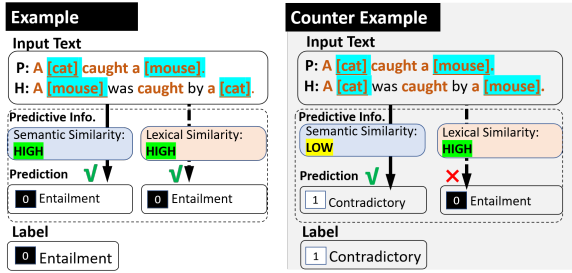 Example
Input Text
P: A [cat] caught a [mouse].
H: A [mouse] was caught by a [cat].
Predictive Info.
Semantic Similarity:
HIGH
Lexical Similarity:
HIGH
Prediction
√
√
0 Entailment
0 Entailment
Label
0 Entailment
Counter Example
Input Text
P: A [cat] caught a [mouse].
H: A [cat] was caught by a [mouse].
Predictive Info.
Semantic Similarity:
LOW
Lexical Similarity:
HIGH
Prediction
√
×
1 Contradictory
0 Entailment
Label
1 Contradictory